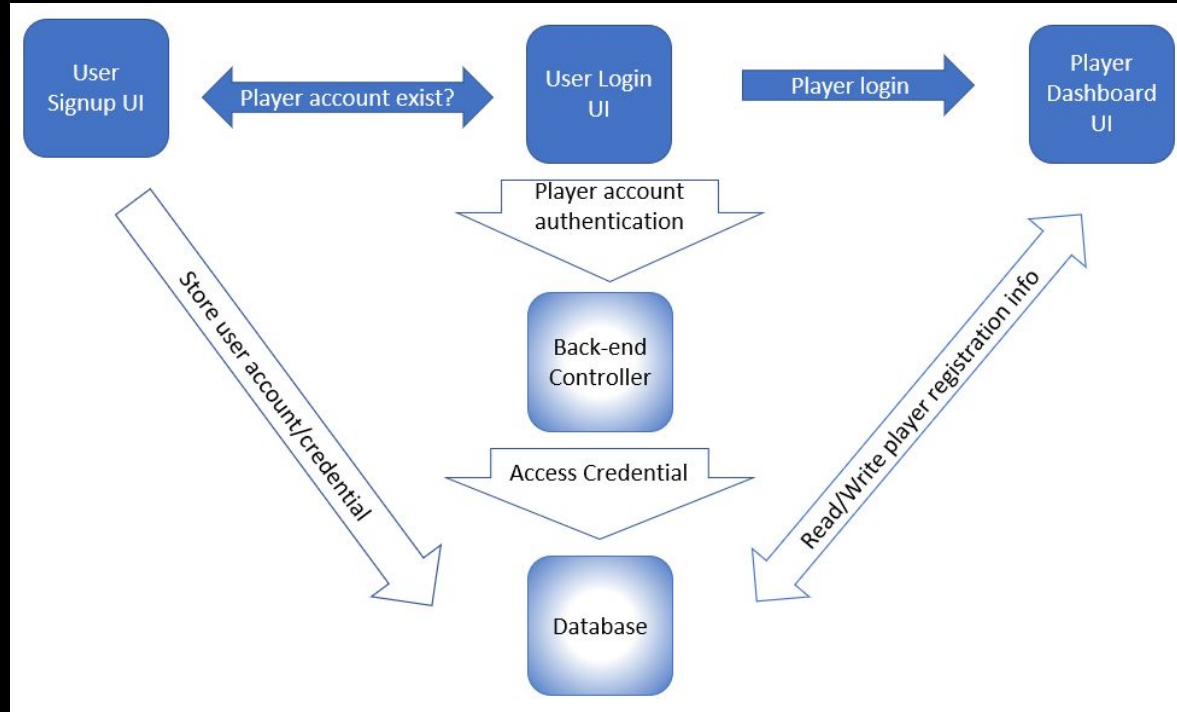 User
Signup UI
Player account exist?
User Login
UI
Player login
Player
Dashboard
UI
Player account
authentication
Store user account/credential
Back-end
Controller
Read/Write player registration info
Access Credential
Database